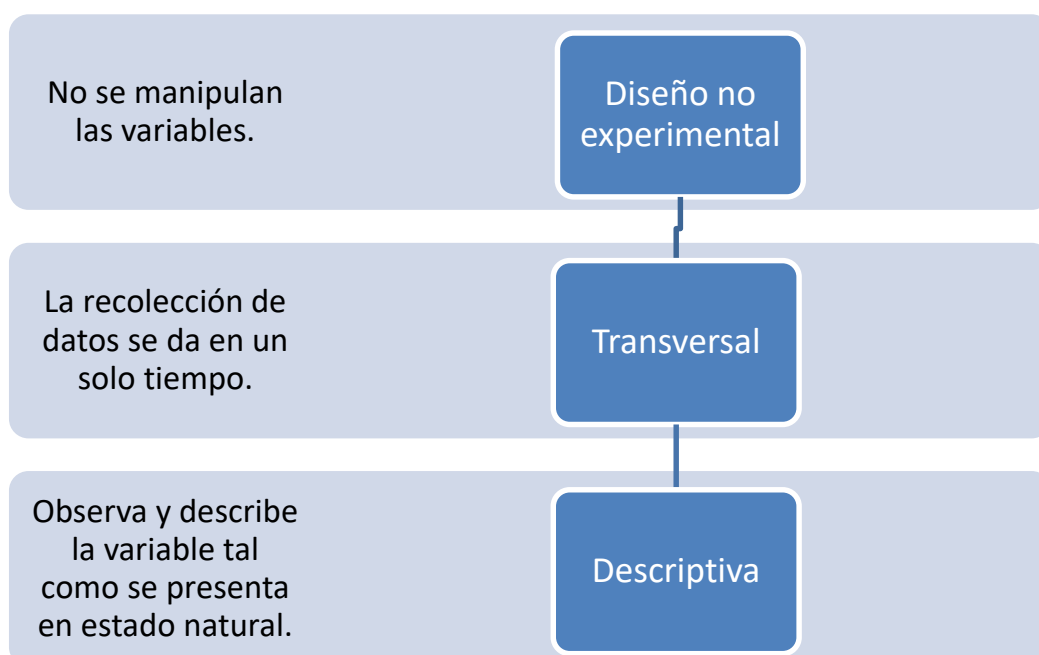 No se manipulan
las variables.
Diseño no
experimental
La recolección de
datos se da en un
solo tiempo.
Transversal
Observa y describe
la variable tal
como se presenta
en estado natural.
Descriptiva